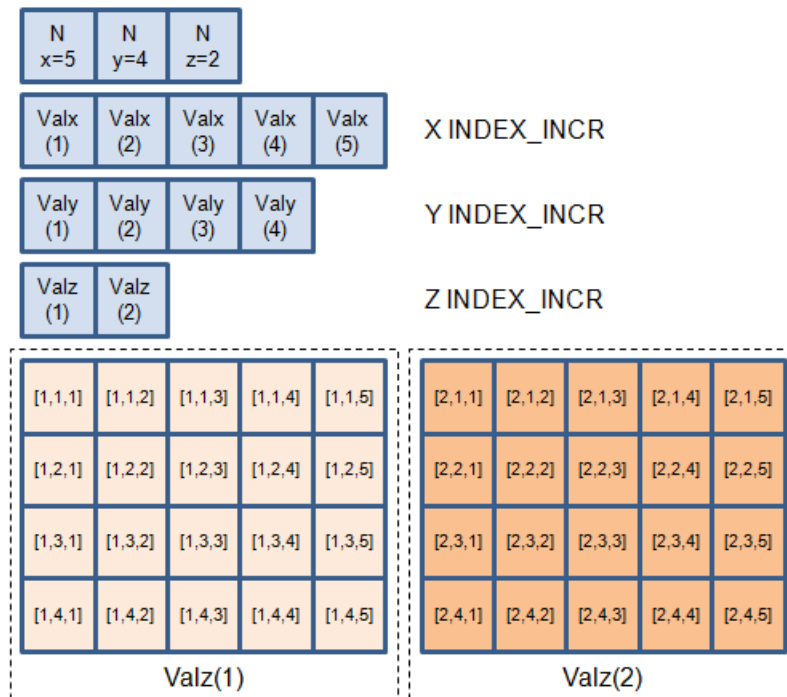 N N N
x=5 y=4 z=2
Valx Valx Valx Valx Valx
(1) (2) (3) (4) (5)
X INDEX_INCR
Valy Valy Valy Valy
(1) (2) (3) (4)
Y INDEX_INCR
Valz Valz
(1) (2)
Z INDEX_INCR
[1,1,1] [1,1,2] [1,1,3] [1,1,4] [1,1,5]
[1,2,1] [1,2,2] [1,2,3] [1,2,4] [1,2,5]
[1,3,1] [1,3,2] [1,3,3] [1,3,4] [1,3,5]
[1,4,1] [1,4,2] [1,4,3] [1,4,4] [1,4,5]
Valz(1)
[2,1,1] [2,1,2] [2,1,3] [2,1,4] [2,1,5]
[2,2,1] [2,2,2] [2,2,3] [2,2,4] [2,2,5]
[2,3,1] [2,3,2] [2,3,3] [2,3,4] [2,3,5]
[2,4,1] [2,4,2] [2,4,3] [2,4,4] [2,4,5]
Valz(2)